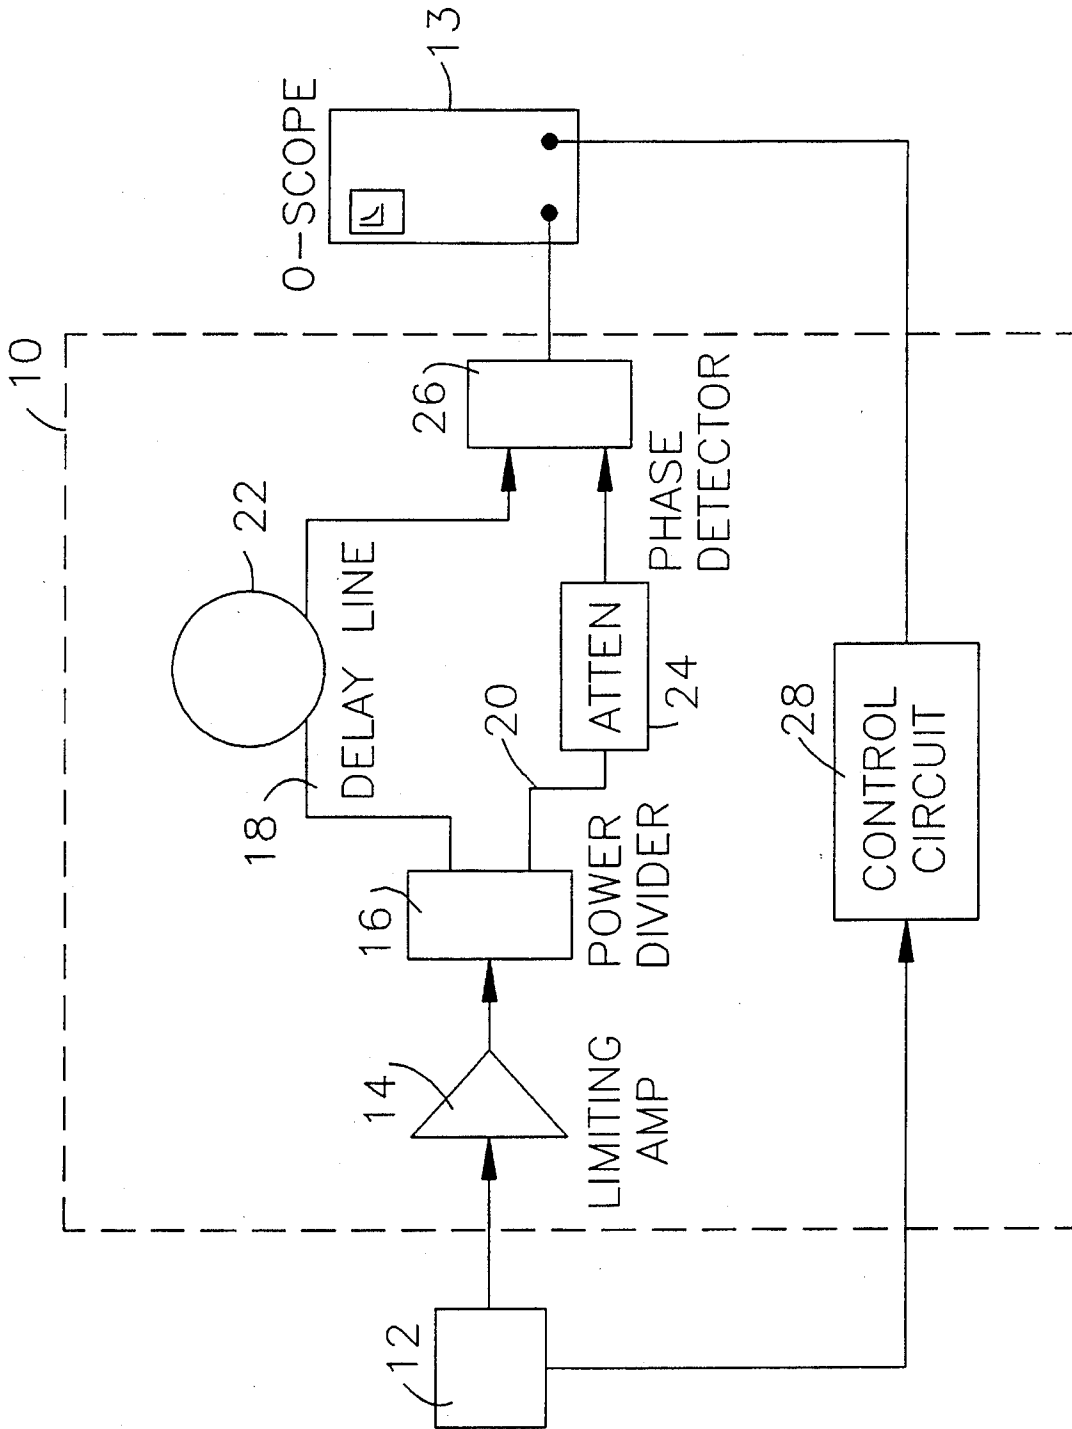 10
O-SCOPE
13
22
18
DELAY LINE
26
PHASE
DETECTOR
20
ATTEN
24
16
POWER
DIVIDER
14
LIMITING
AMP
12
28
CONTROL
CIRCUIT